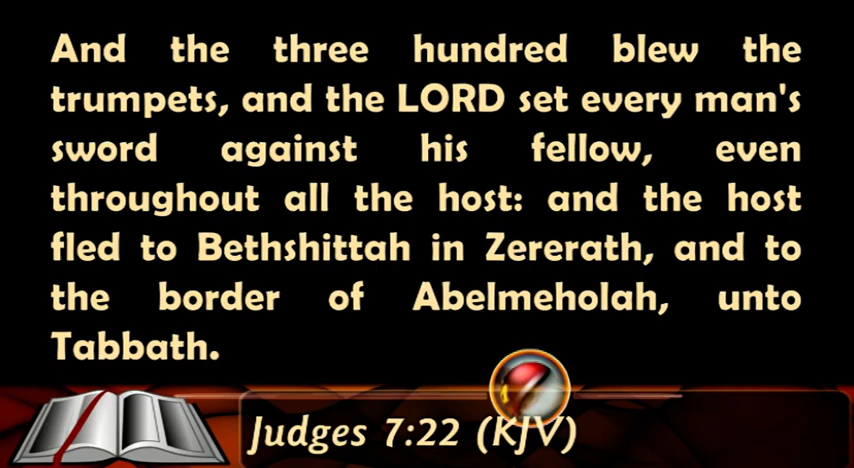 And the three hundred blew the
trumpets, and the LORD set every man's
sword against his fellow, even
throughout all the host: and the host
fled to Bethshittah in Zererath, and to
the border of Abelmeholah, unto
Tabbath.
Judges 7:22 (KJV)